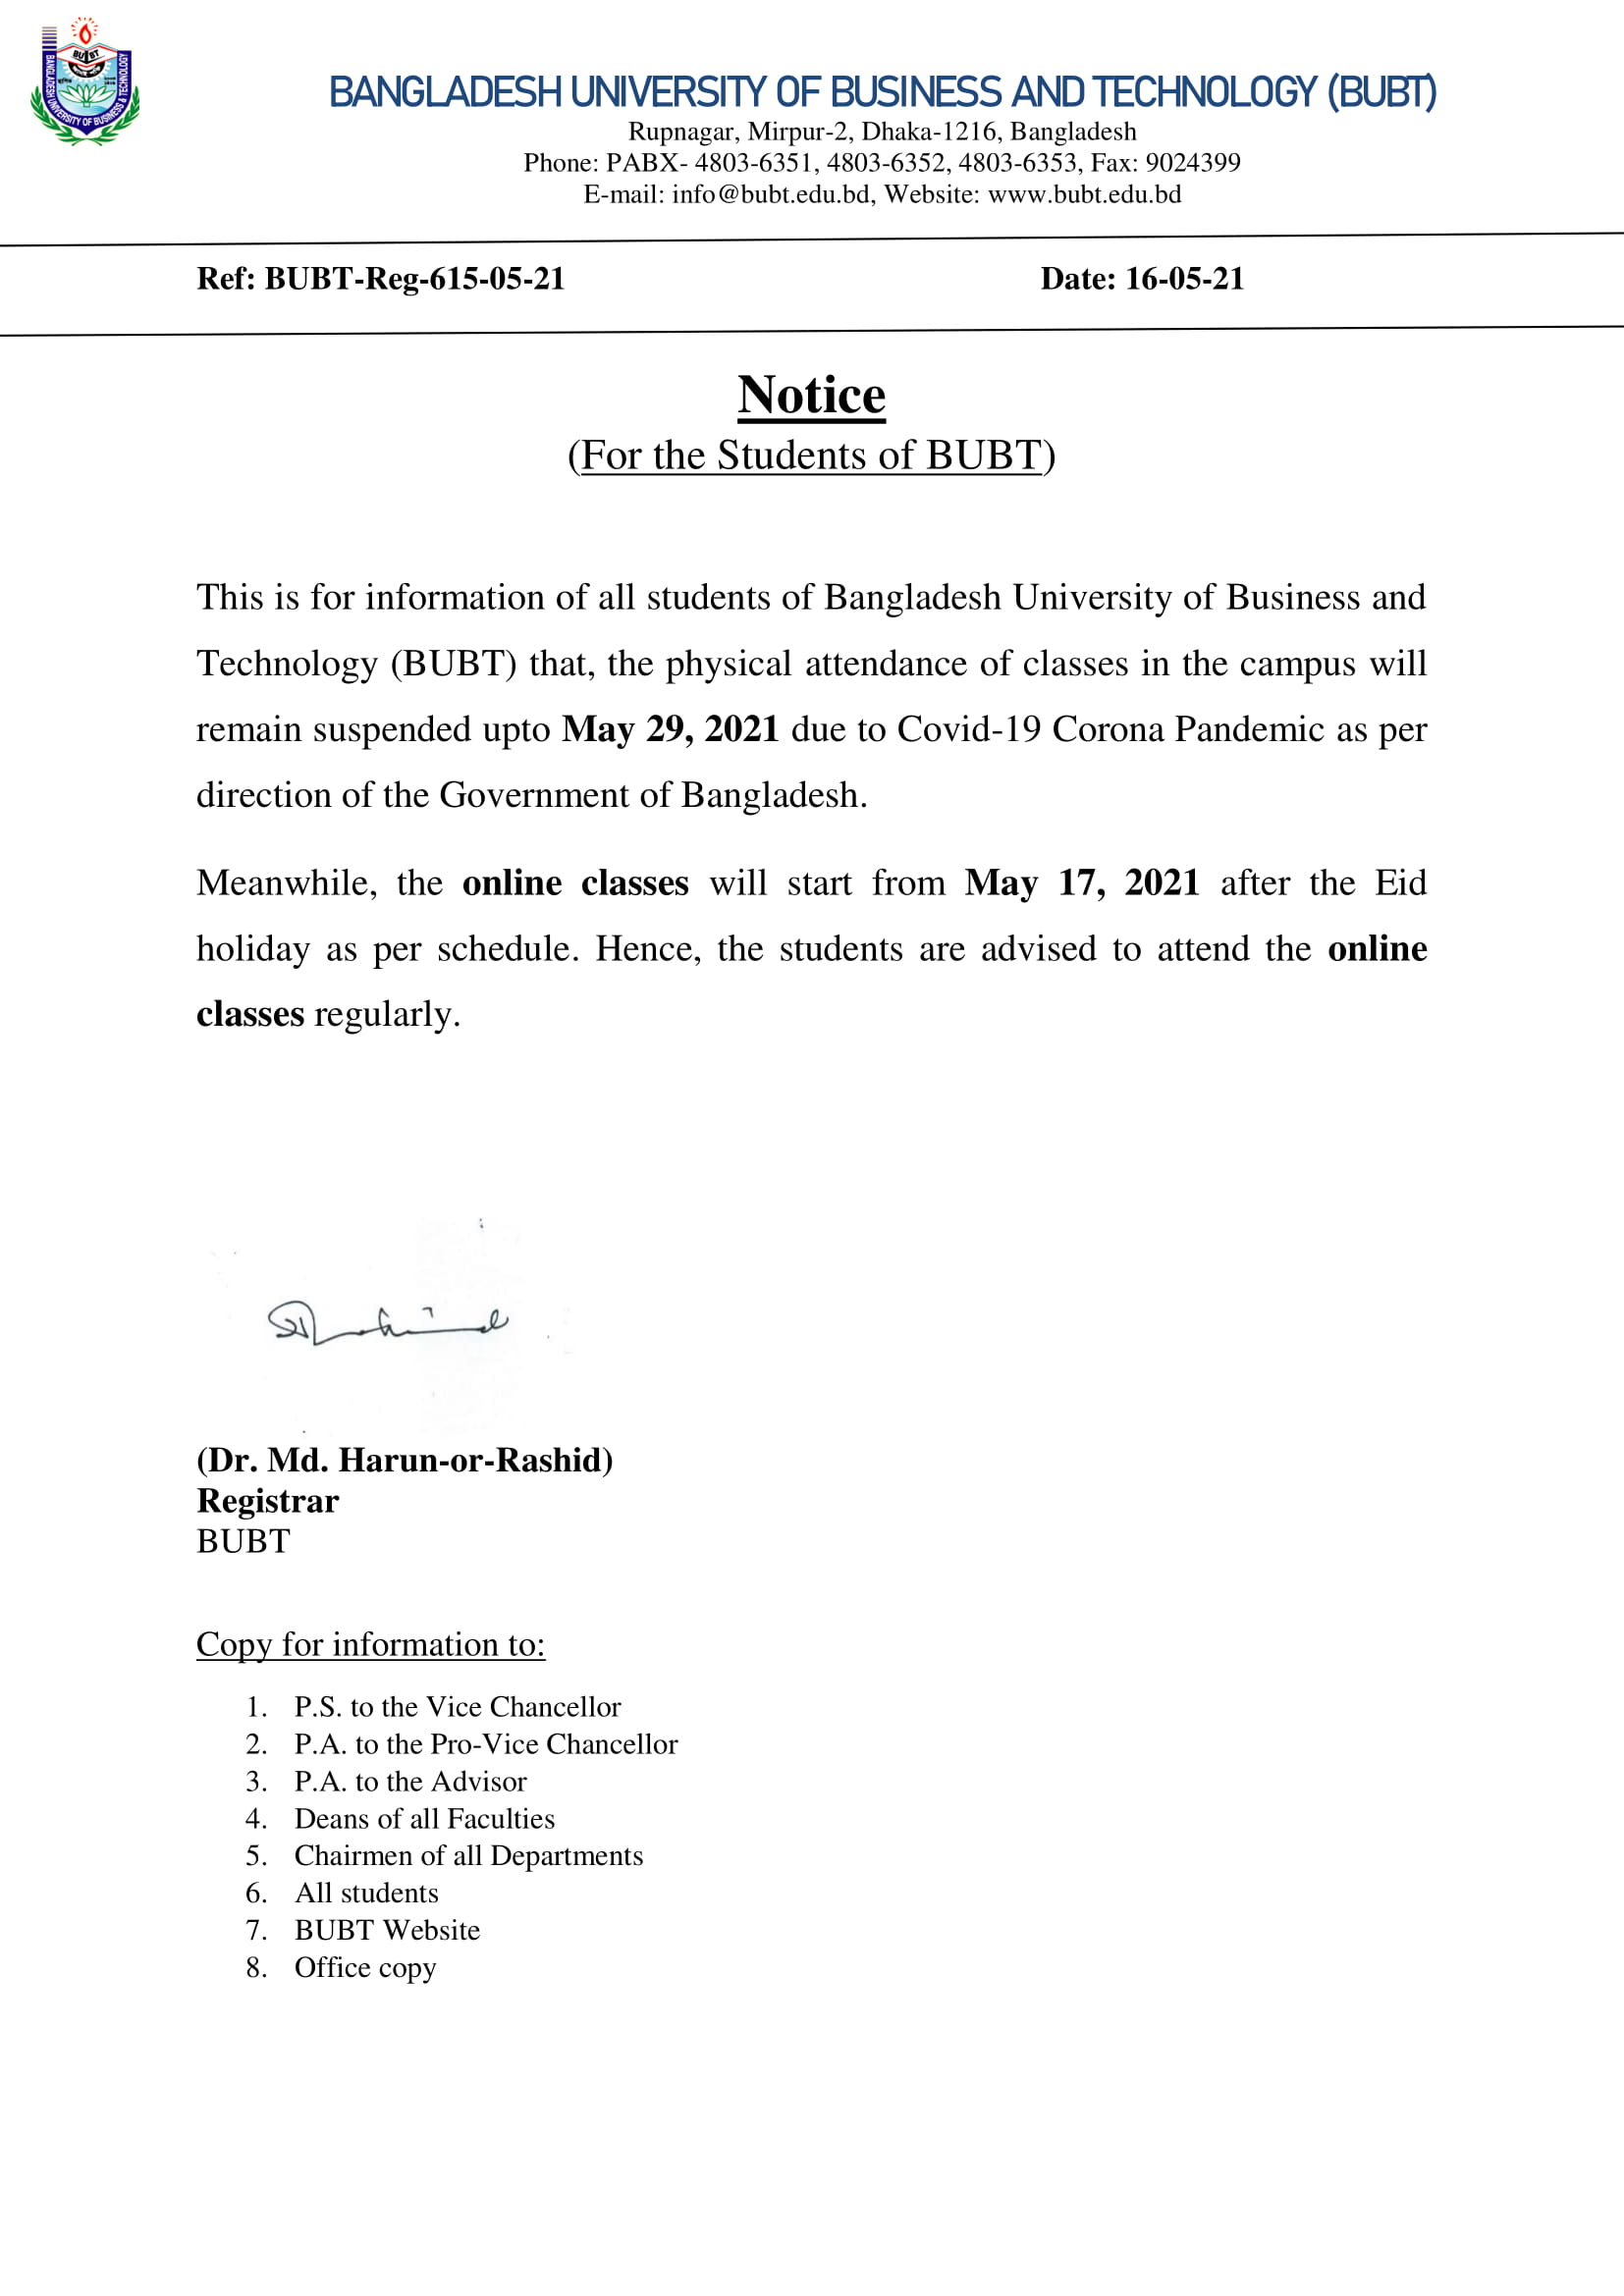 BUBT
BANGLADESH UNIVERSITY OF BUSINESS & TECHNOLOGY
BANGLADESH UNIVERSITY OF BUSINESS AND TECHNOLOGY (BUBT)
Rupnagar, Mirpur-2, Dhaka-1216, Bangladesh
Phone: PABX- 4803-6351, 4803-6352, 4803-6353, Fax: 9024399
E-mail: info@bubt.edu.bd, Website: www.bubt.edu.bd
Ref: BUBT-Reg-615-05-21 Date: 16-05-21
Notice
(For the Students of BUBT)
This is for information of all students of Bangladesh University of Business and
Technology (BUBT) that, the physical attendance of classes in the campus will
remain suspended upto May 29, 2021 due to Covid-19 Corona Pandemic as per
direction of the Government of Bangladesh.
Meanwhile, the online classes will start from May 17, 2021 after the Eid
holiday as per schedule. Hence, the students are advised to attend the online
classes regularly.
(Dr. Md. Harun-or-Rashid)
Registrar
BUBT
Copy for information to:
1. P.S. to the Vice Chancellor
2. P.A. to the Pro-Vice Chancellor
3. P.A. to the Advisor
4. Deans of all Faculties
5. Chairmen of all Departments
6. All students
7. BUBT Website
8. Office copy